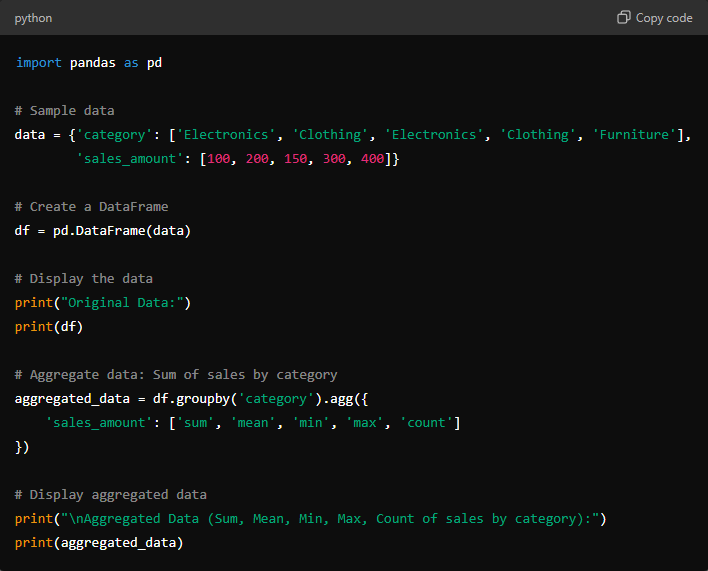 python
Copy code
import pandas as pd
# Sample data
data = {'category': ['Electronics', 'Clothing', 'Electronics', 'Clothing', 'Furniture'],
        'sales_amount': [100, 200, 150, 300, 400]}
# Create a DataFrame
df = pd.DataFrame(data)
# Display the data
print("Original Data:")
print(df)
# Aggregate data: Sum of sales by category
aggregated_data = df.groupby('category').agg({
    'sales_amount': ['sum', 'mean', 'min', 'max', 'count']
})
# Display aggregated data
print("\nAggregated Data (Sum, Mean, Min, Max, Count of sales by category):")
print(aggregated_data)